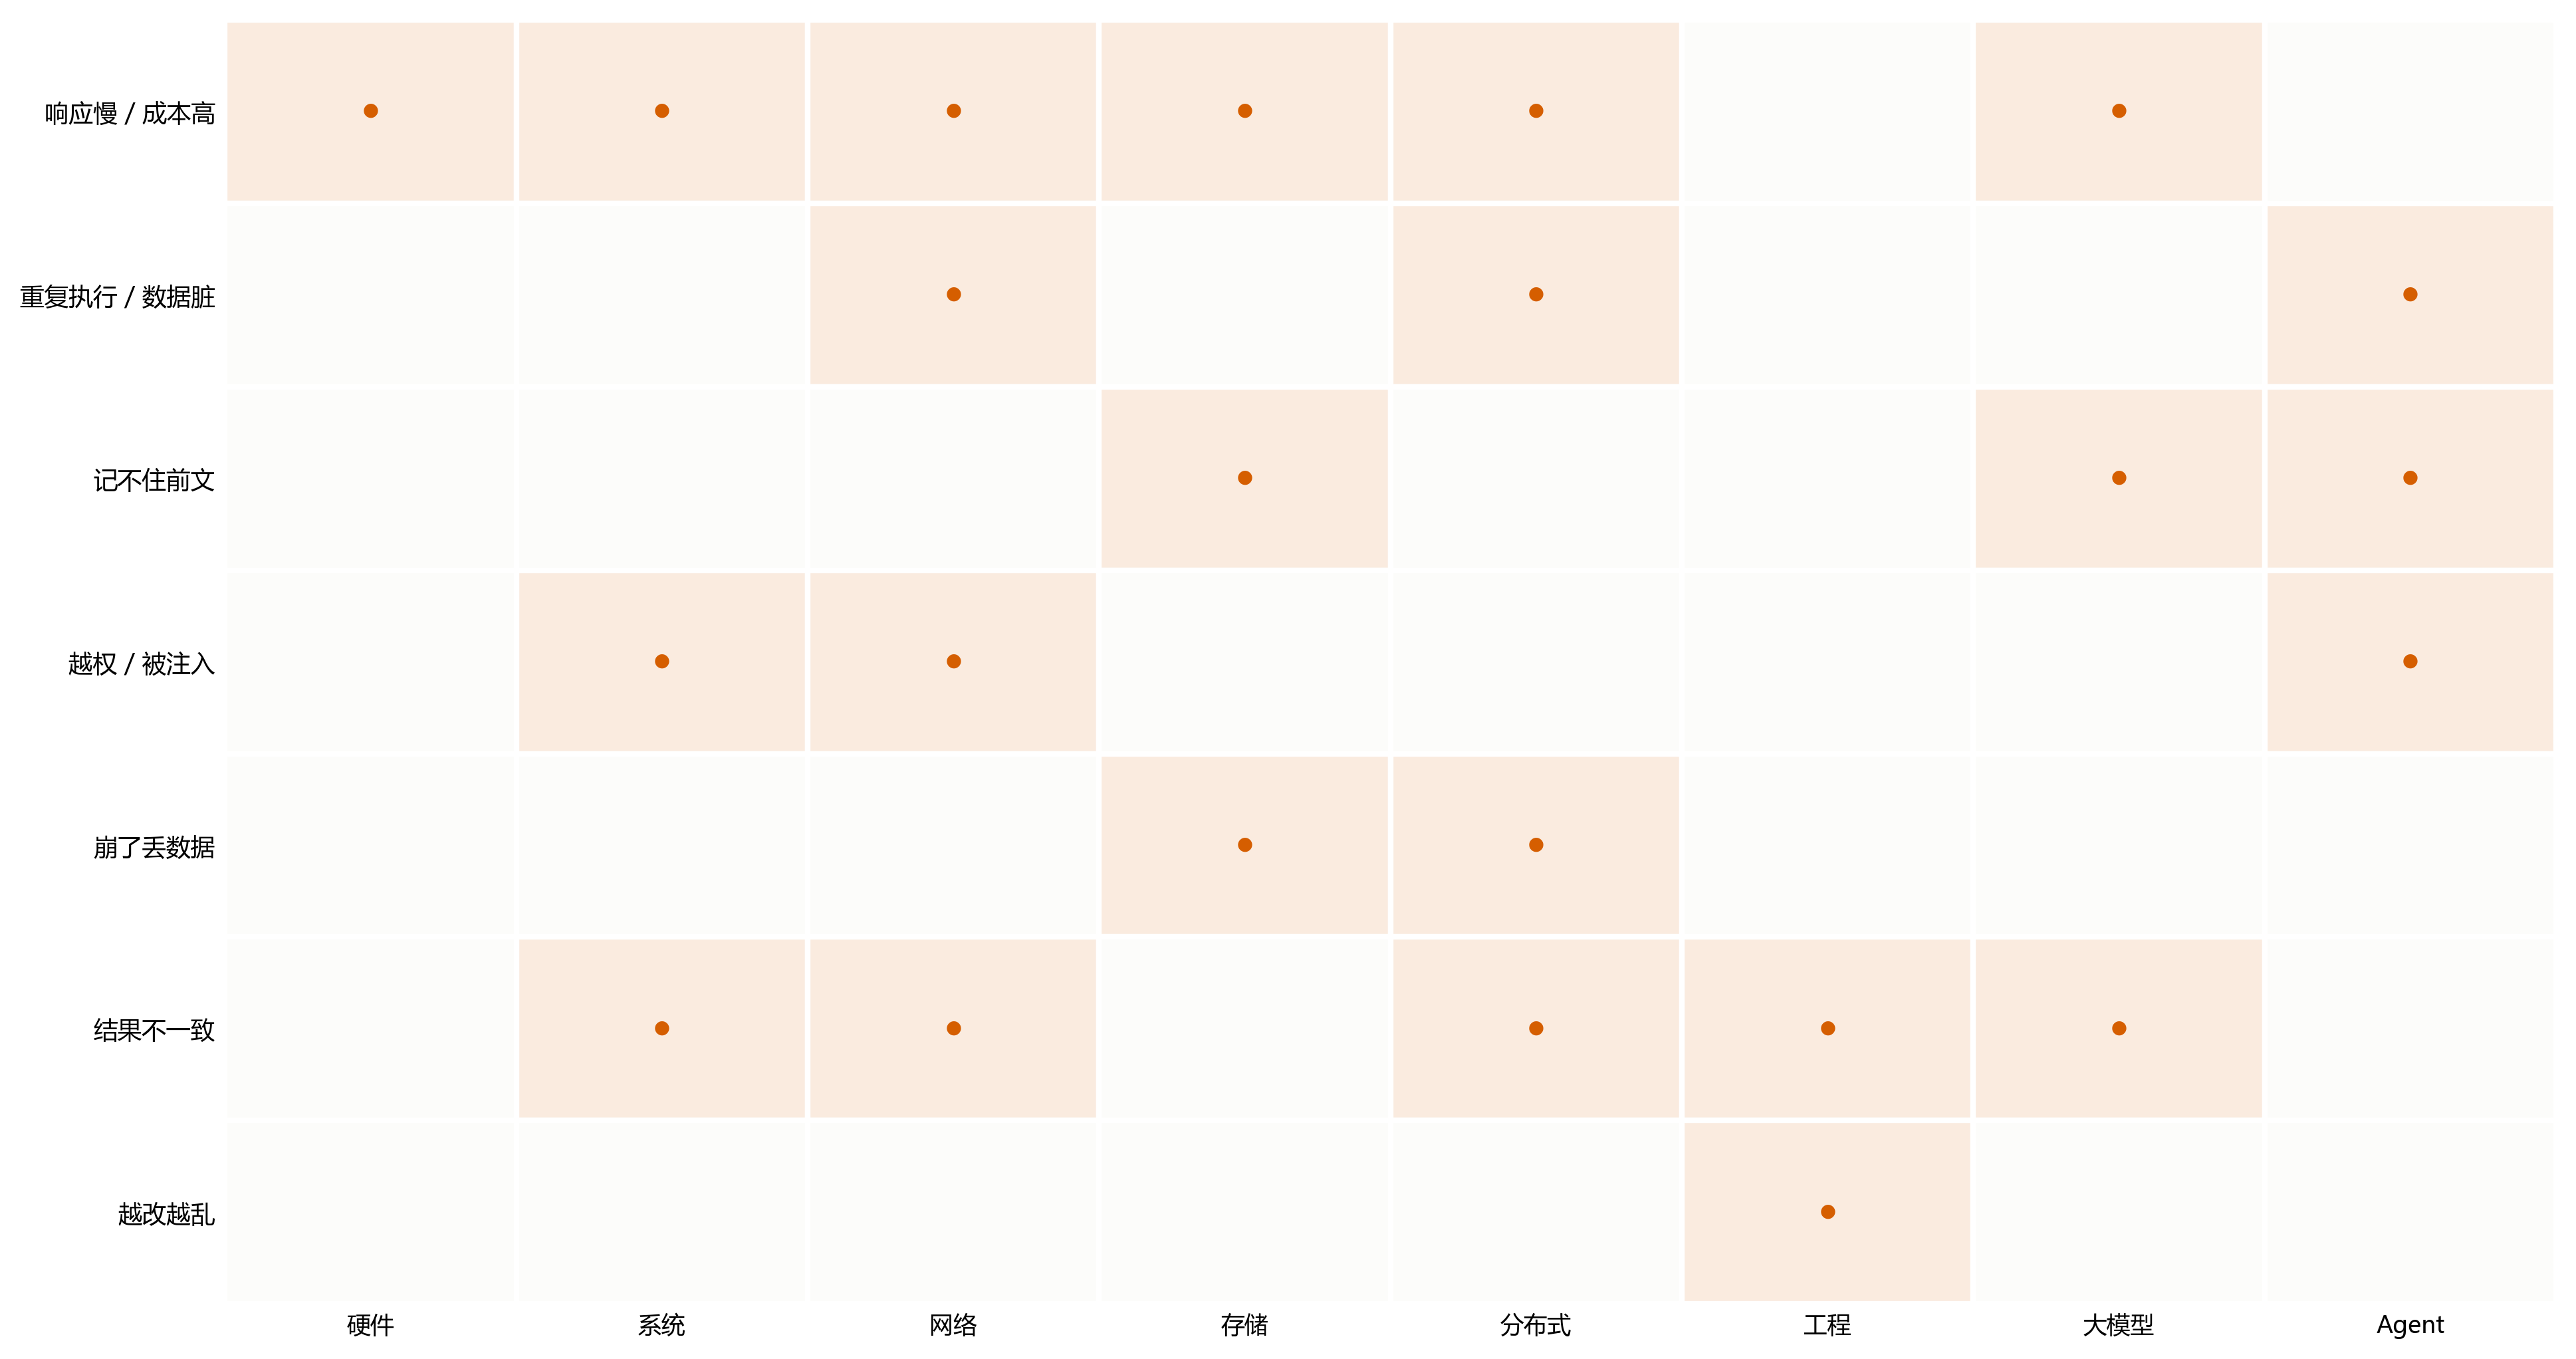 响应慢 / 成本高
重复执行 / 数据脏
记不住前文
越权 / 被注入
崩了丢数据
结果不一致
越改越乱
硬件 系统 网络 存储 分布式 工程 大模型 Agent